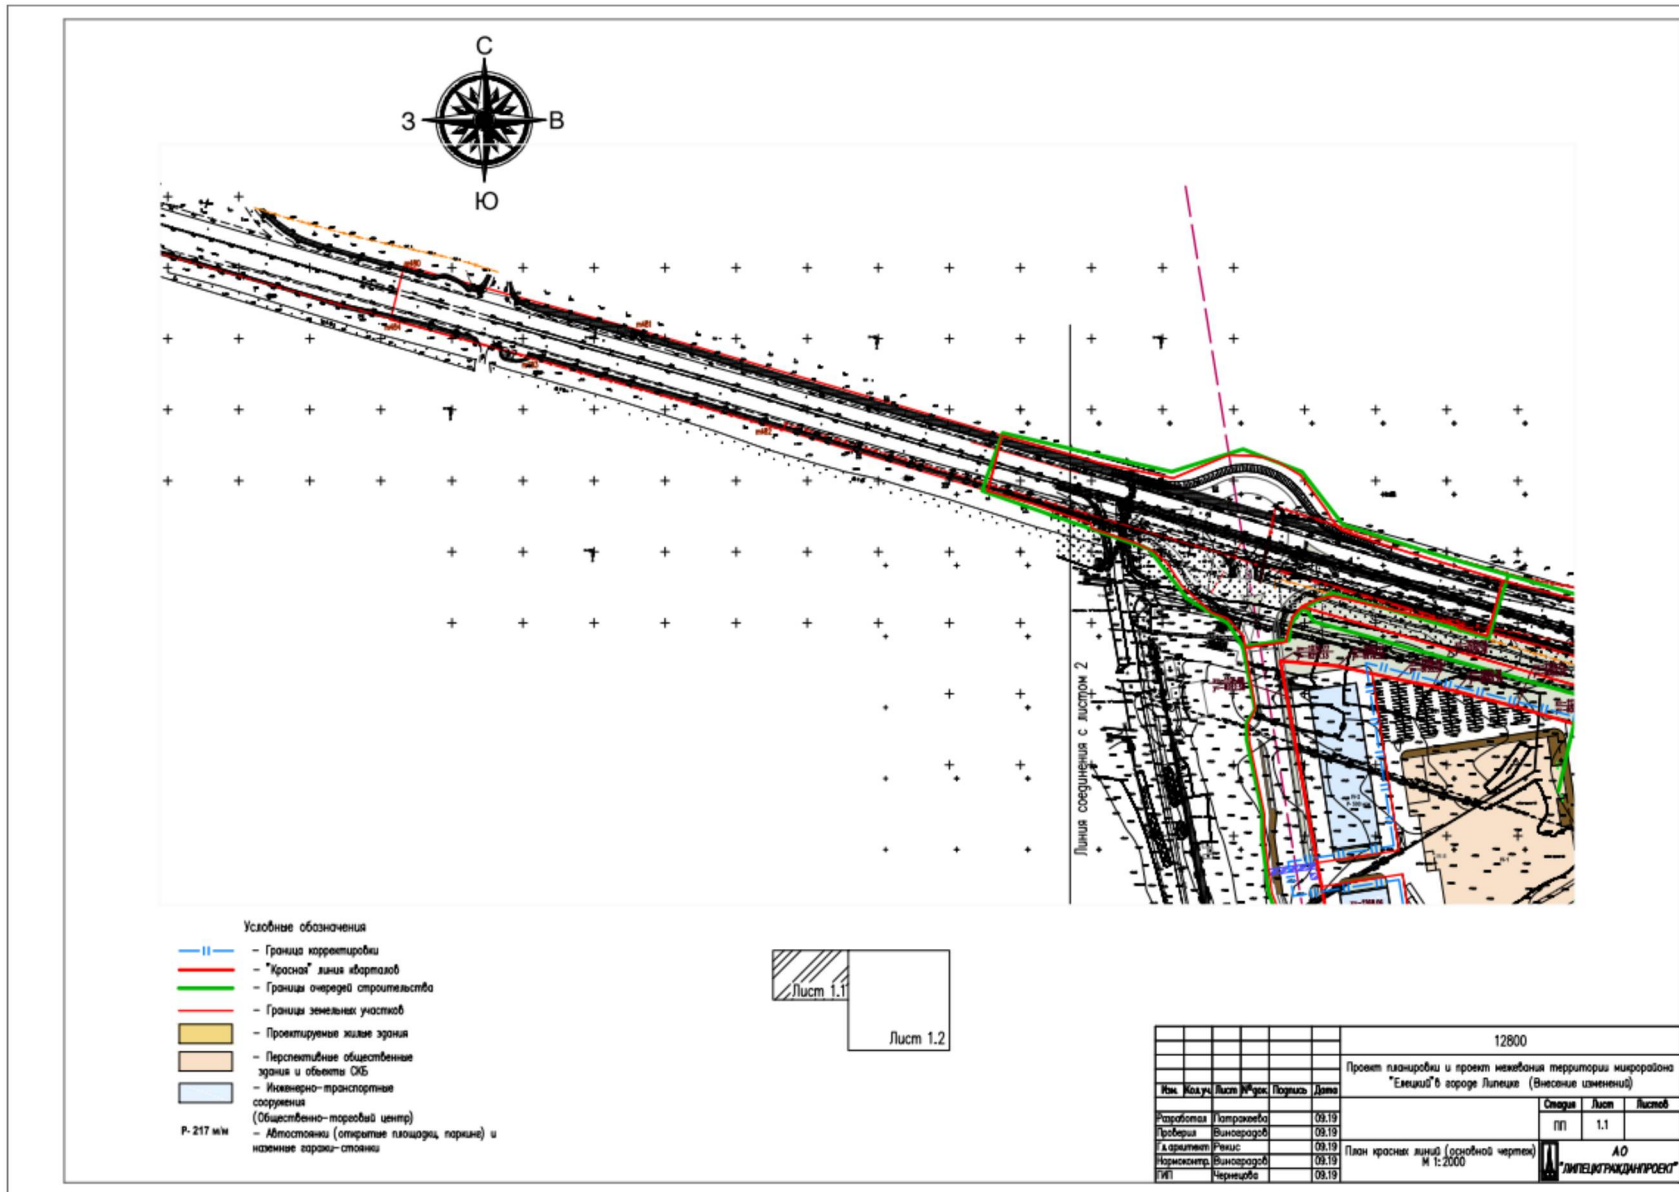 С
З
В
Ю
Линия соединения с листом 2
Условные обозначения
– Граница корректировки
– "Красная" линия кварталов
– Границы очередей строительства
– Границы земельных участков
– Проектируемые жилые здания
– Перспективные общественные
здания и объекты СКБ
– Инженерно-транспортные
сооружения
(Общественно-торговый центр)
Р- 217 м/м – Автостоянки (открытые площадки, паркинг) и
наземные гаражи-стоянки
Лист 1.1
Лист 1.2
12800
Проект планировки и проект межевания территории микрорайона
"Елецкий" в городе Липецке (Внесение изменений)
Изм. Кол.уч. Лист №док. Подпись Дата
Стадия Лист Листов
ПП 1.1
Разработал Патракеева 09.19
Проверил Виноградов 09.19
Гл.архитект Рекис 09.19
Нормоконтр. Виноградов 09.19
ГИП Чернецова 09.19
План красных линий (основной чертеж)
М 1:2000
АО
"ЛИПЕЦКГРАЖДАНПРОЕКТ"